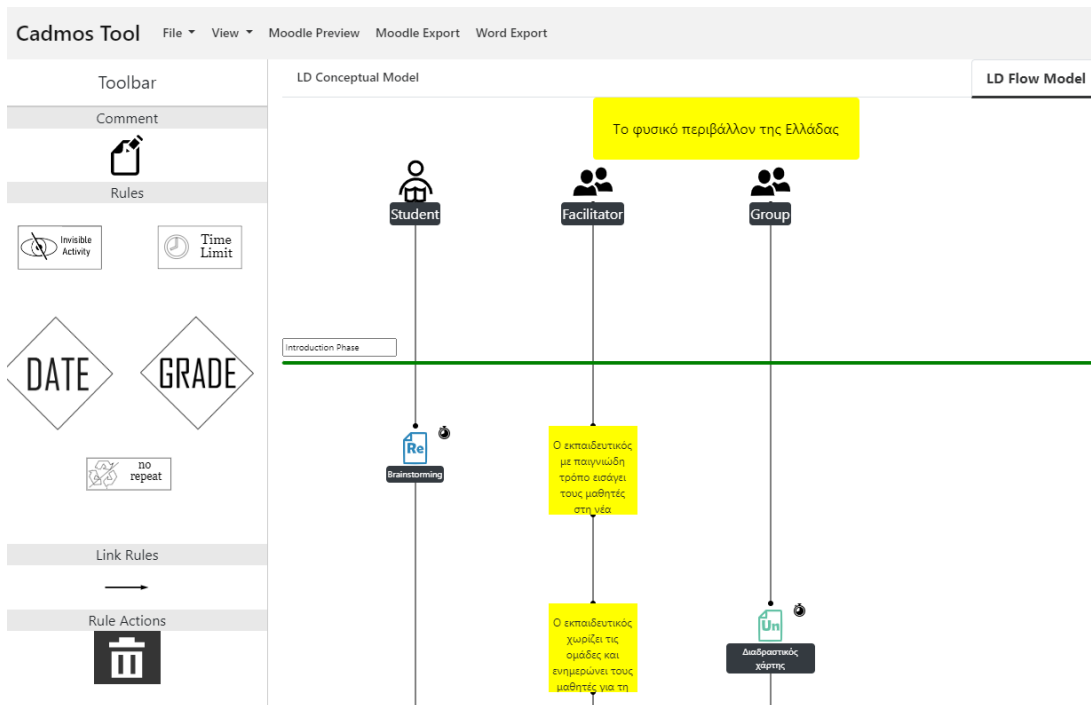 Cadmos Tool File View Moodle Preview Moodle Export Word Export
Toolbar
Comment
Rules
Invisible
Activity
Time
Limit
DATE
GRADE
no
repeat
Link Rules
Rule Actions
LD Conceptual Model
LD Flow Model
Το φυσικό περιβάλλον της Ελλάδας
Student
Facilitator
Group
Introduction Phase
Re
Brainstorming
Ο εκπαιδευτικός
με παιγνιώδη
τρόπο εισάγει
τους μαθητές
στη νέα
Ο εκπαιδευτικός
χωρίζει τις
ομάδες και
ενημερώνει τους
μαθητές για τη
Un
Διαδραστικός
χάρτης